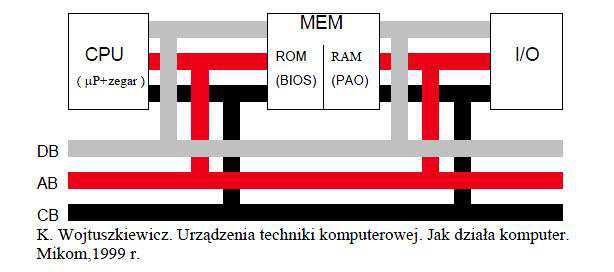 CPU
( µP+zegar )
MEM
ROM
(BIOS)
RAM
(PAO)
I/O
DB
AB
CB
K. Wojtuszkiewicz. Urządzenia techniki komputerowej. Jak działa komputer.
Mikom,1999 r.